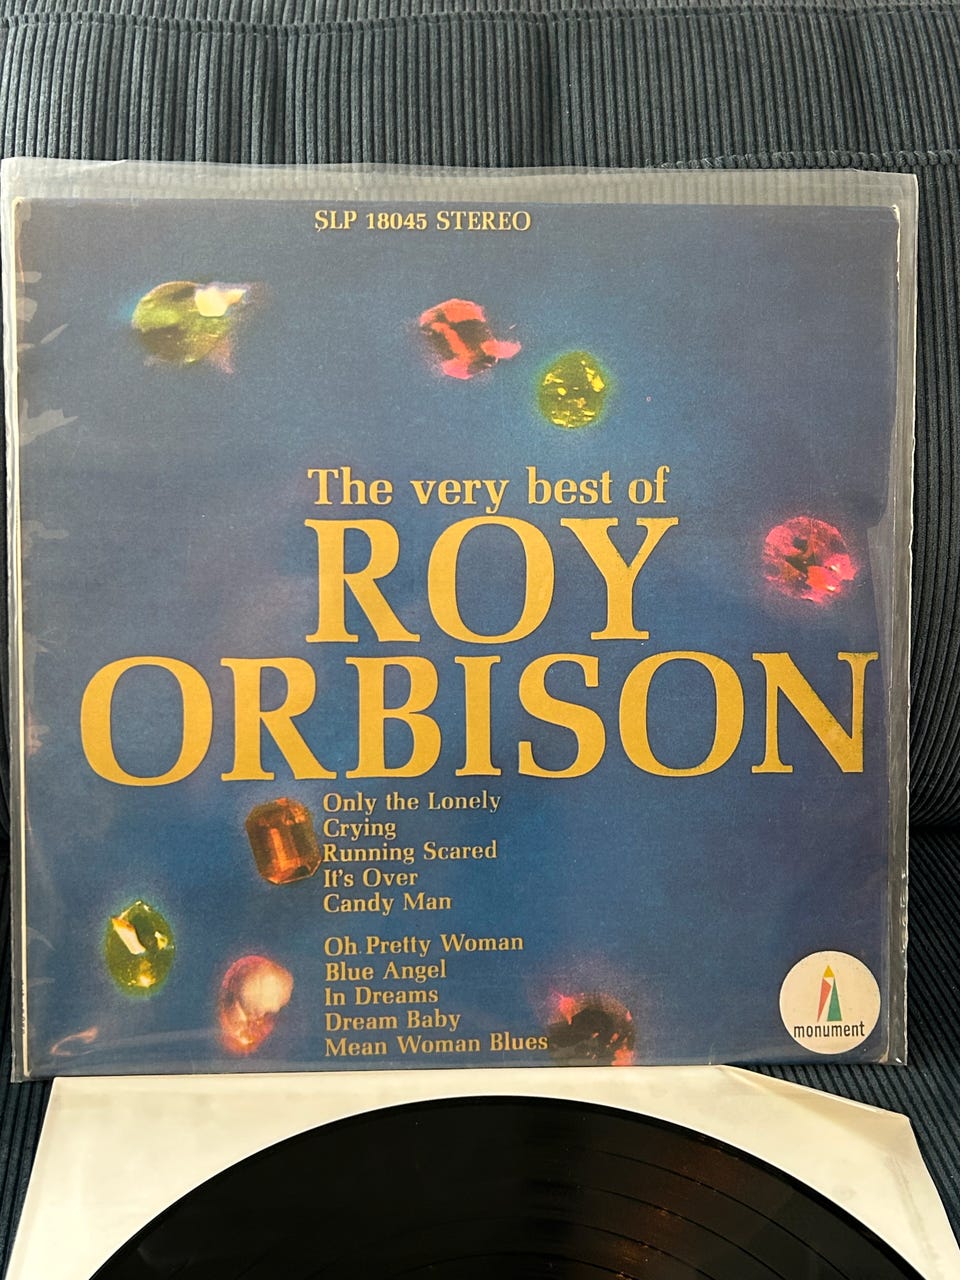 SLP 18045 STEREO
The very best of
ROY
ORBISON
Only the Lonely
Crying
Running Scared
It's Over
Candy Man
Oh Pretty Woman
Blue Angel
In Dreams
Dream Baby
Mean Woman Blues
monument